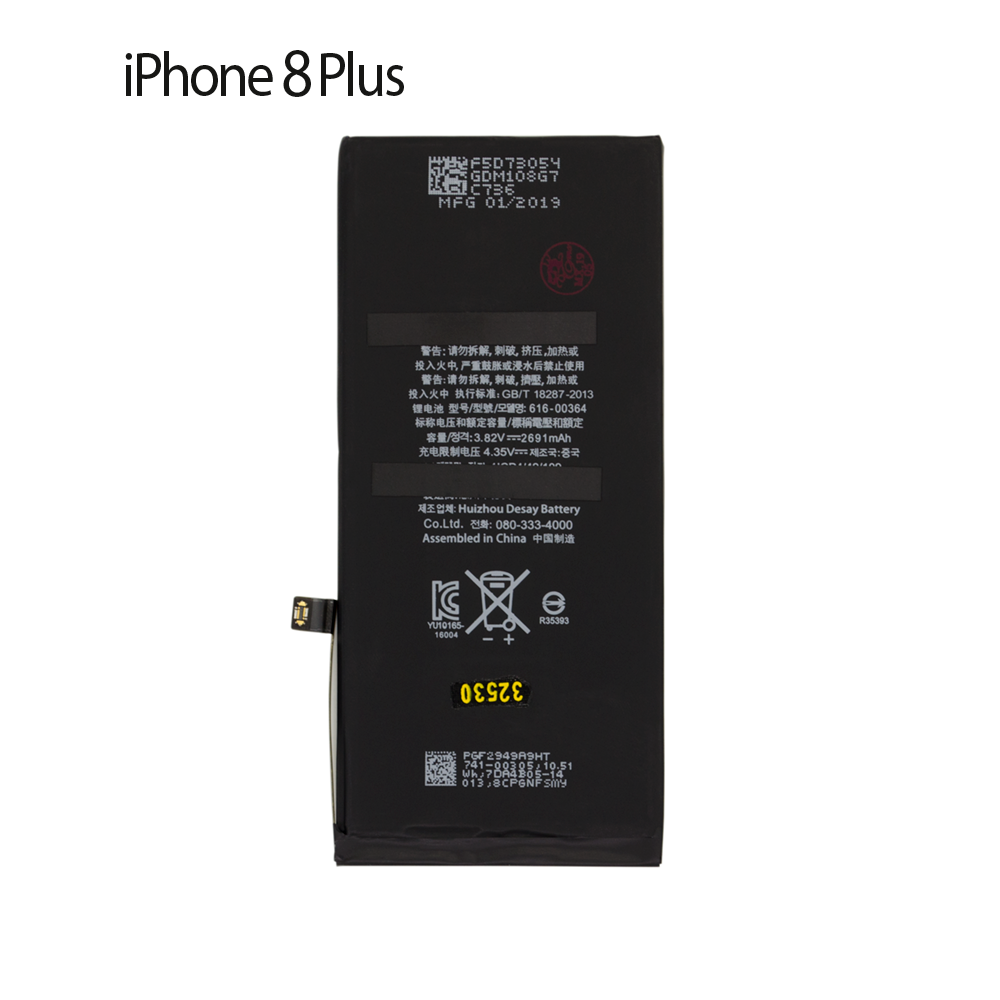 iPhone 8 Plus
F5D73054
GDM108G7
C736
MFG 01/2019
警告:请勿拆解,刺破,挤压,加热或
投入火中,严重鼓胀或浸水后禁止使用
警告:请勿拆解,刺破,擠壓,加热或
投入火中 执行标准:GB/T 18287-2013
锂电池 型号/型號/모델명: 616-00364
标称电压和额定容量/標稱電壓和額定
容量/정격: 3.82V⎓2691mAh
充电限制电压 4.35V⎓ 제조국:중국
제조업체: Huizhou Desay Battery
Co.Ltd. 전화: 080-333-4000
Assembled in China 中国制造
YU10165-
16004
R35393
32530
PGF2949A9HT
741-00305,10.51
Wh,7DA4B05-14
013,8CPGNFSMY